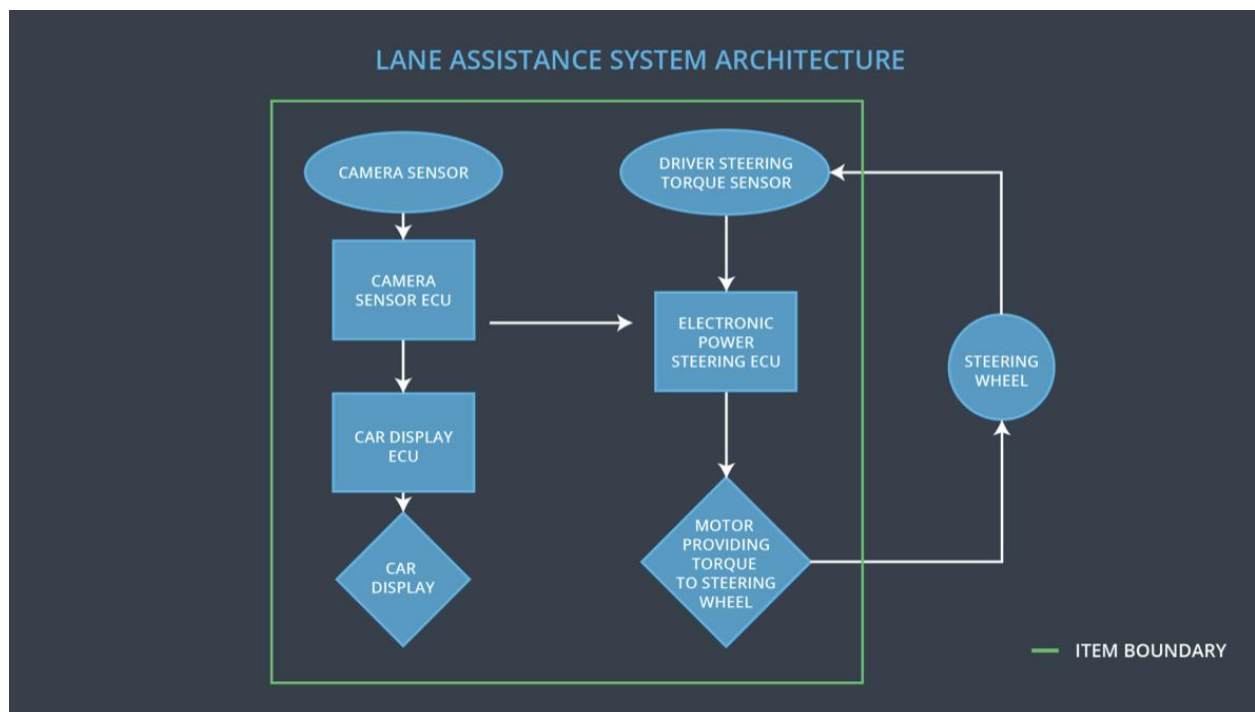 LANE ASSISTANCE SYSTEM ARCHITECTURE
CAMERA SENSOR
CAMERA
SENSOR ECU
CAR DISPLAY
ECU
CAR
DISPLAY
DRIVER STEERING
TORQUE SENSOR
ELECTRONIC
POWER
STEERING ECU
MOTOR
PROVIDING
TORQUE
TO STEERING
WHEEL
STEERING
WHEEL
ITEM BOUNDARY